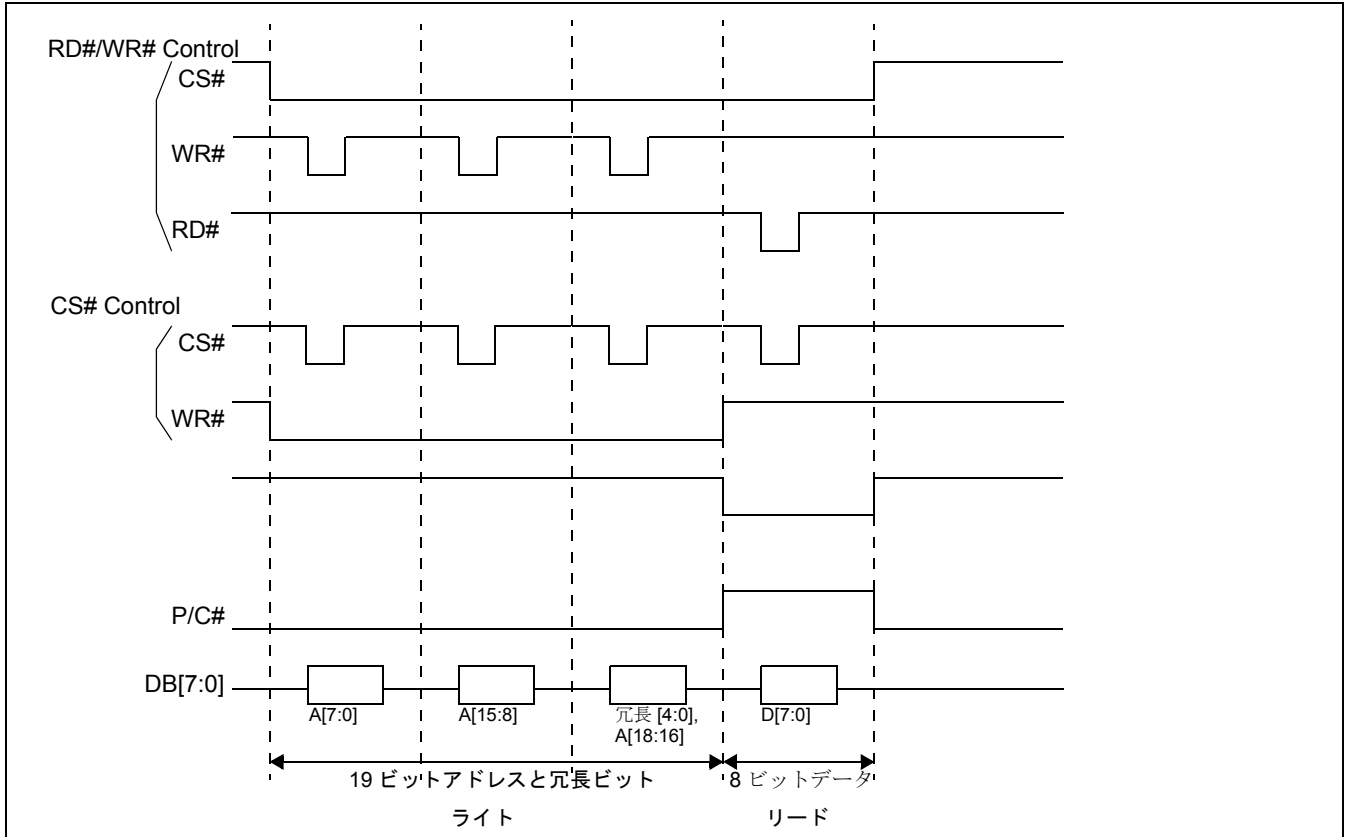 RD#/WR# Control
CS#
WR#
RD#
CS# Control
CS#
WR#
P/C#
DB[7:0]
A[7:0]
A[15:8]
冗長 [4:0],
A[18:16]
D[7:0]
19 ビットアドレスと冗長ビット
8 ビットデータ
ライト
リード